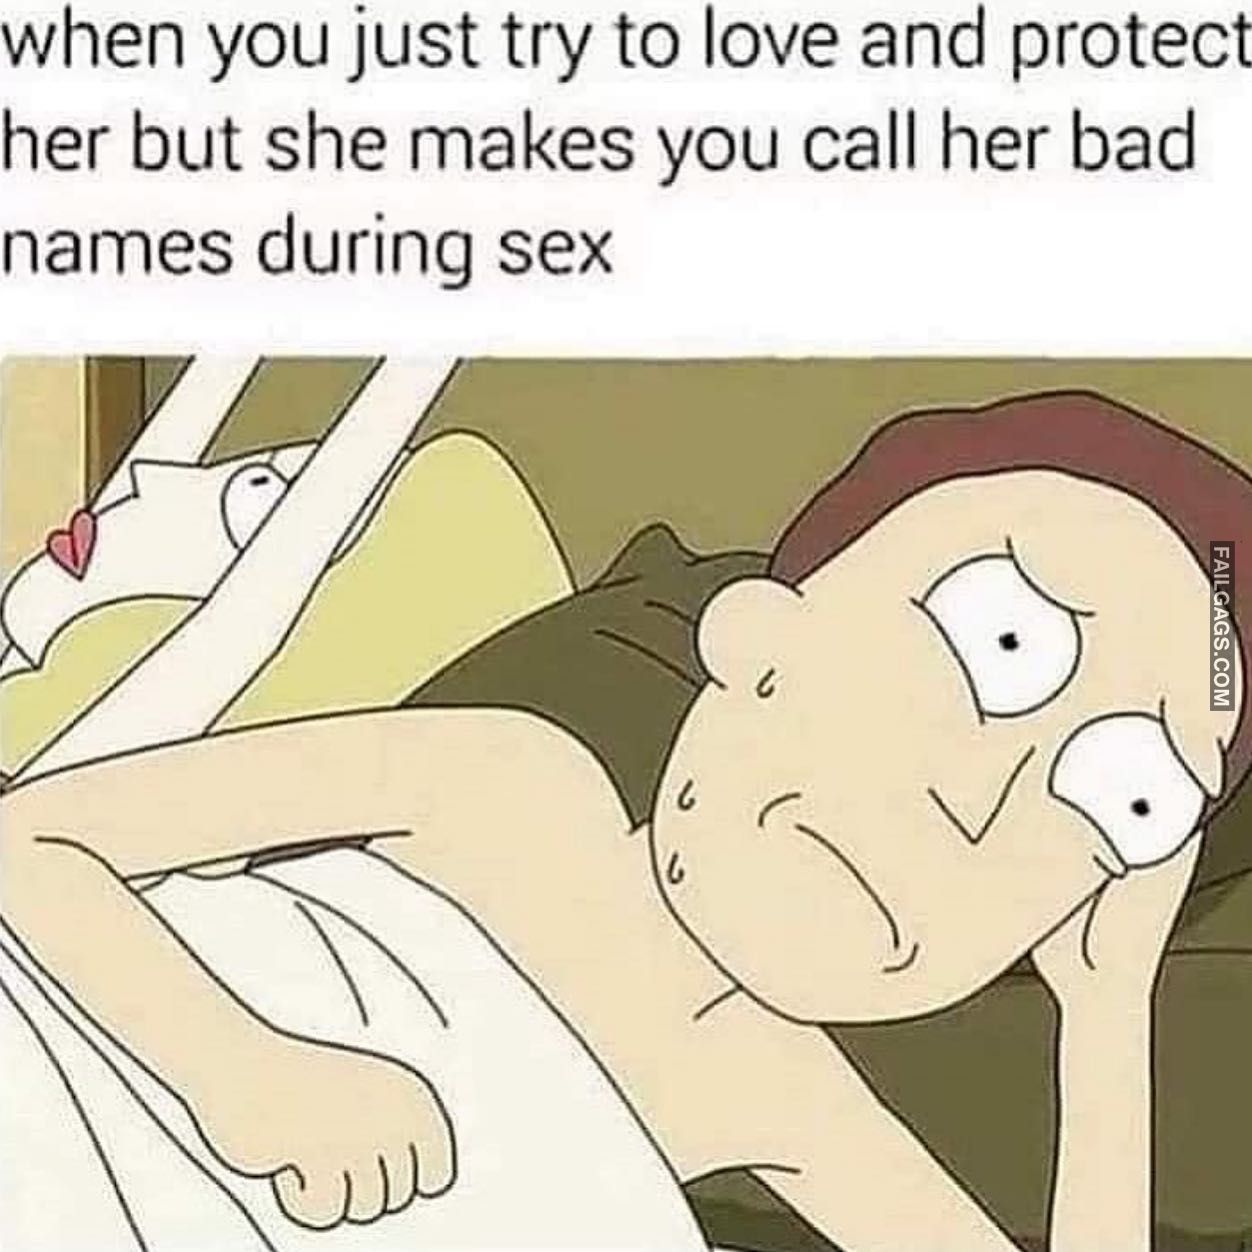 when you just try to love and protect
her but she makes you call her bad
names during sex
FAILGAGS.COM